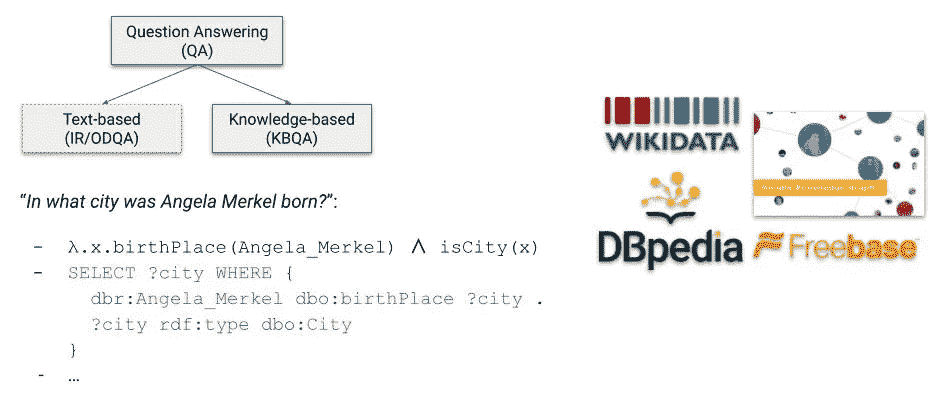 Question Answering
(QA)
Text-based
(IR/ODQA)
Knowledge-based
(KBQA)
“In what city was Angela Merkel born?”:
- λ.x.birthPlace(Angela_Merkel) ∧ isCity(x)
- SELECT ?city WHERE {
dbr:Angela_Merkel dbo:birthPlace ?city .
?city rdf:type dbo:City
}
- …
WIKIDATA
DBpedia
Freebase